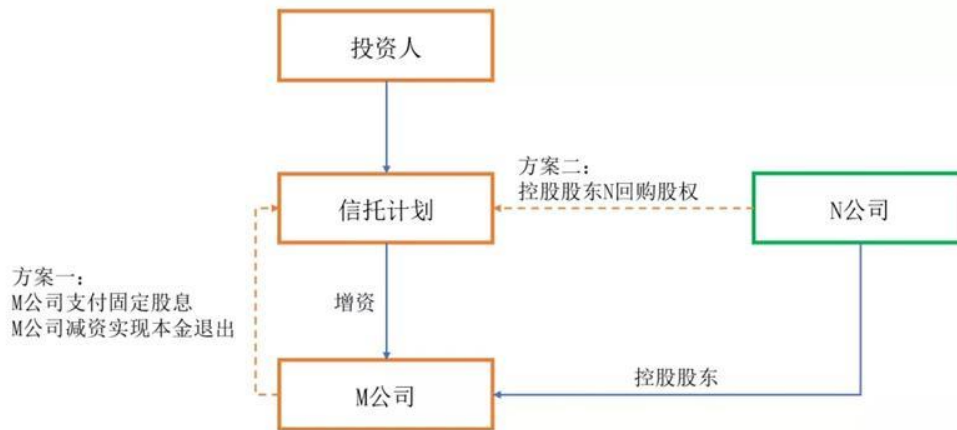 投资人
方案二：
控股股东N回购股权
信托计划
N公司
方案一：
M公司支付固定股息
M公司减资实现本金退出
增资
控股股东
M公司